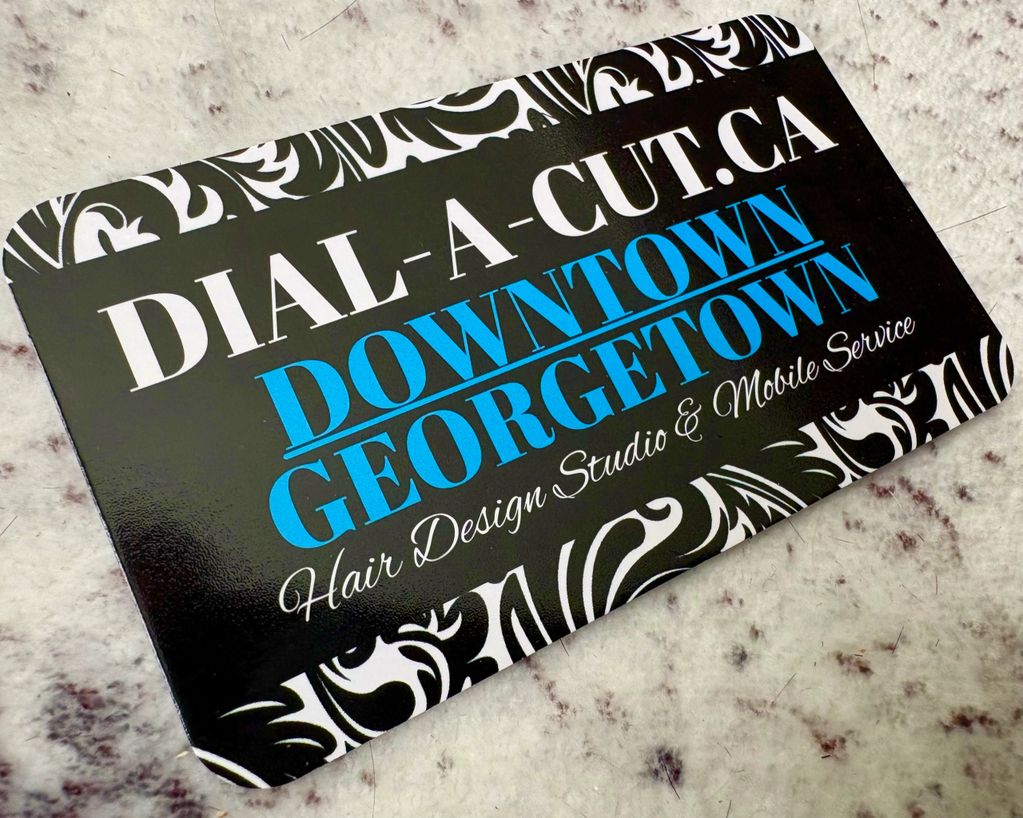 DIAL-A-CUT.CA
DOWNTOWN
GEORGETOWN
Hair Design Studio & Mobile Service